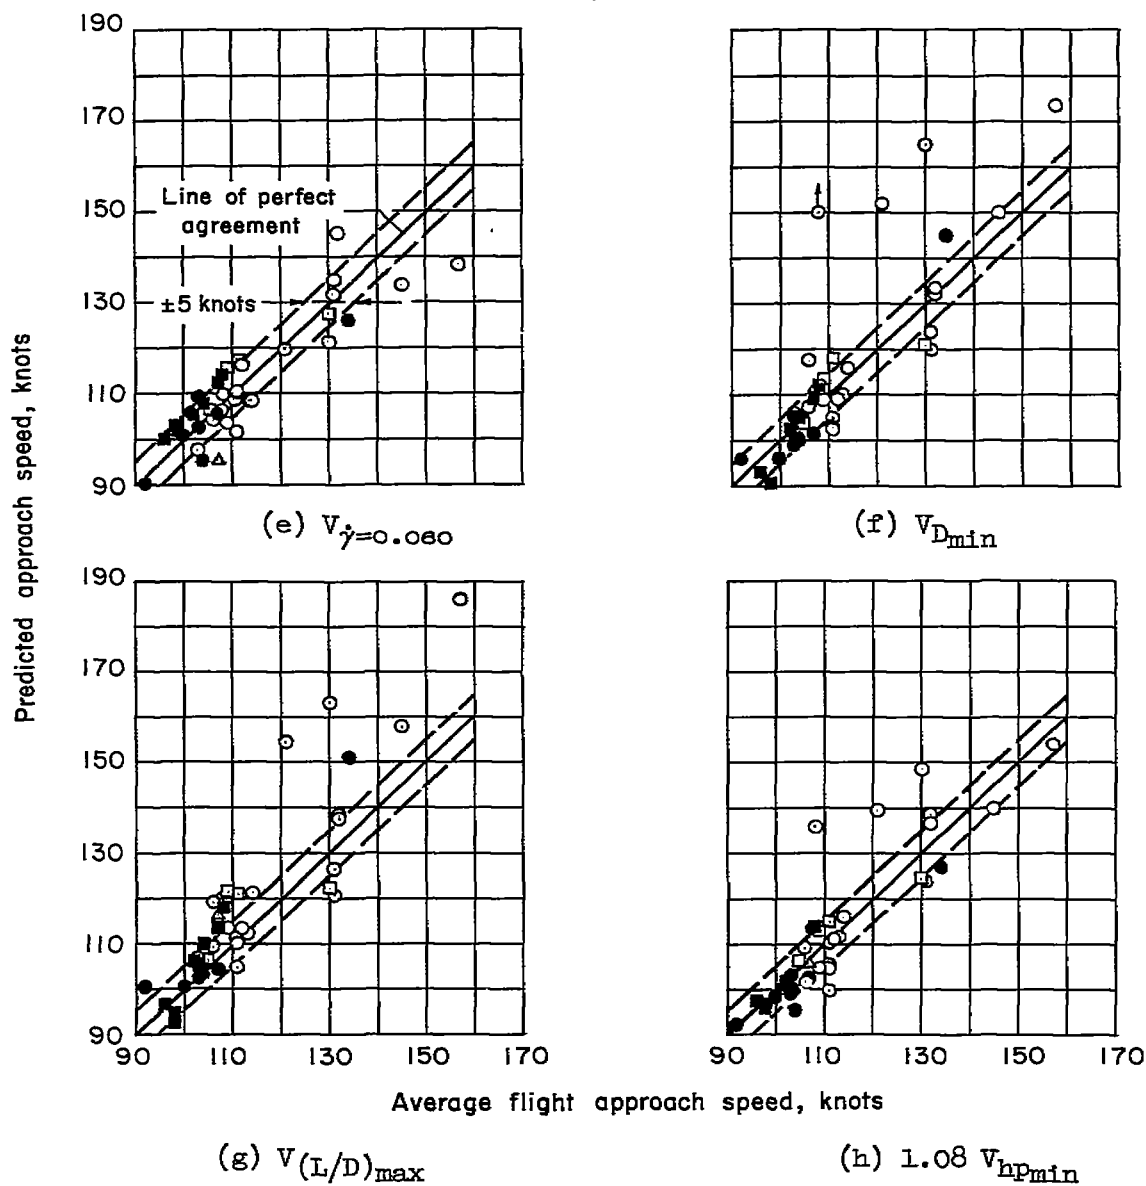 190
170
150
130
110
90
Line of perfect
agreement
±5 knots
(e) Vγ̇=0.060
(f) VDmin
Predicted approach speed, knots
190
170
150
130
110
90
90 110 130 150 170
90 110 130 150 170
Average flight approach speed, knots
(g) V(L/D)max
(h) 1.08 Vhpmin